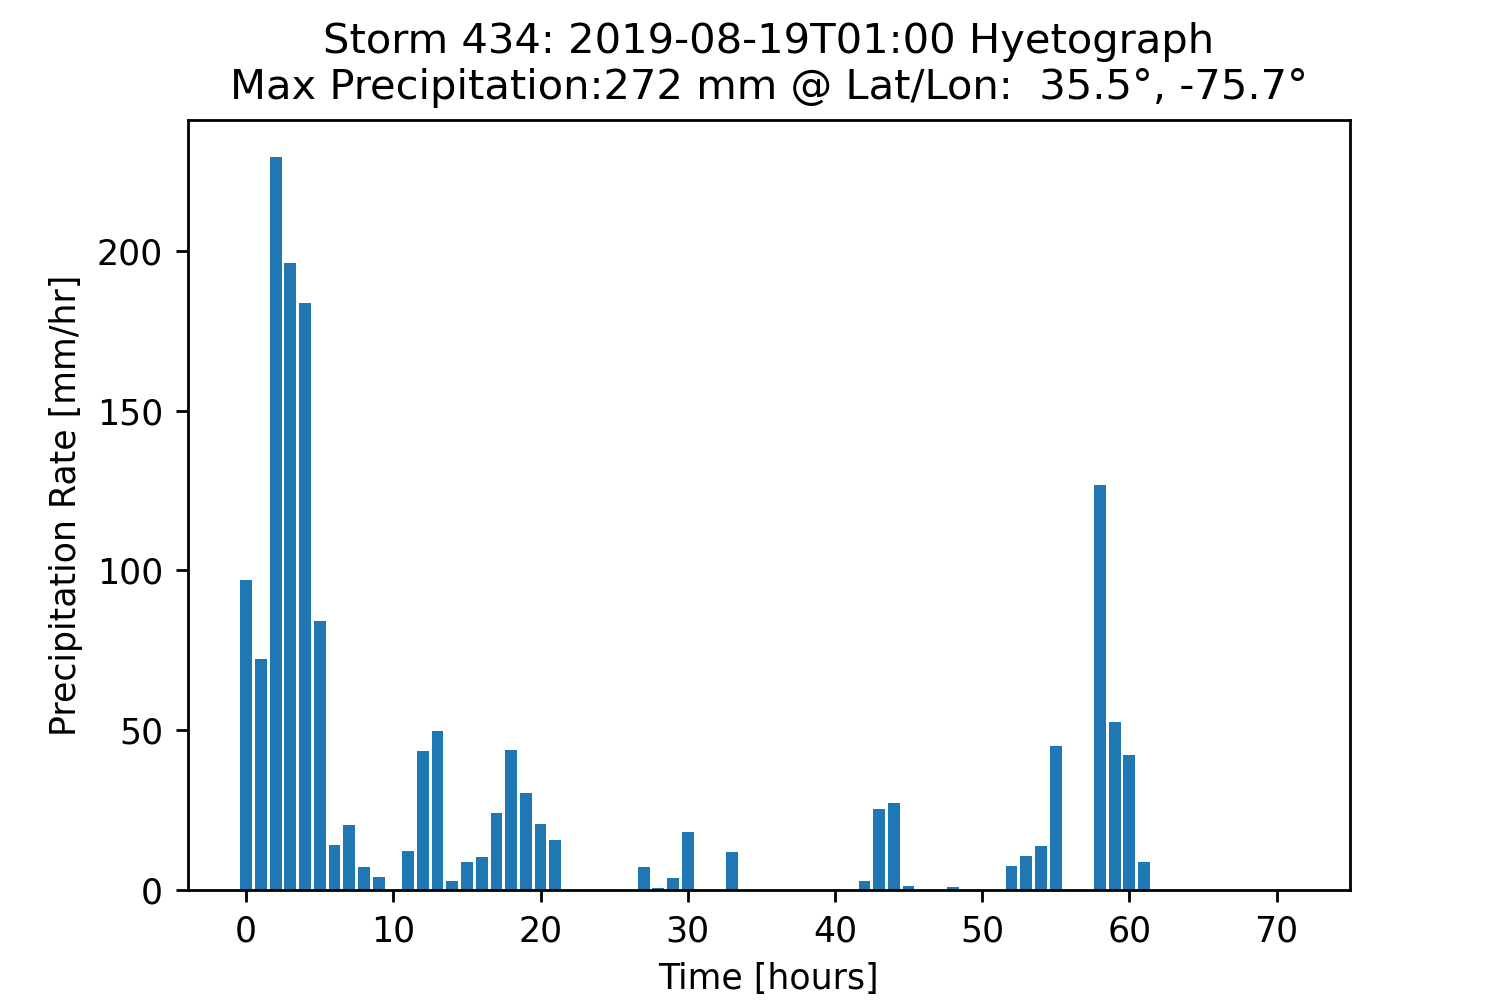 Storm 434: 2019-08-19T01:00 Hyetograph
Max Precipitation:272 mm @ Lat/Lon:  35.5°, -75.7°
Precipitation Rate [mm/hr]
200
150
100
50
0
0 10 20 30 40 50 60 70
Time [hours]